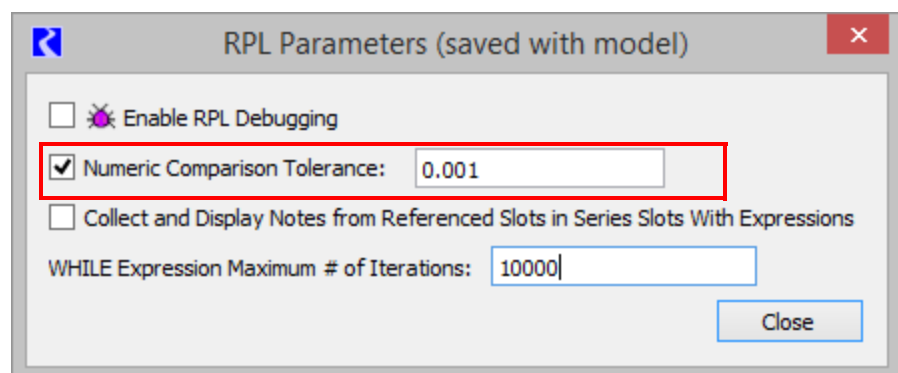 RPL Parameters (saved with model)
Enable RPL Debugging
Numeric Comparison Tolerance: 0.001
Collect and Display Notes from Referenced Slots in Series Slots With Expressions
WHILE Expression Maximum # of Iterations: 10000
Close